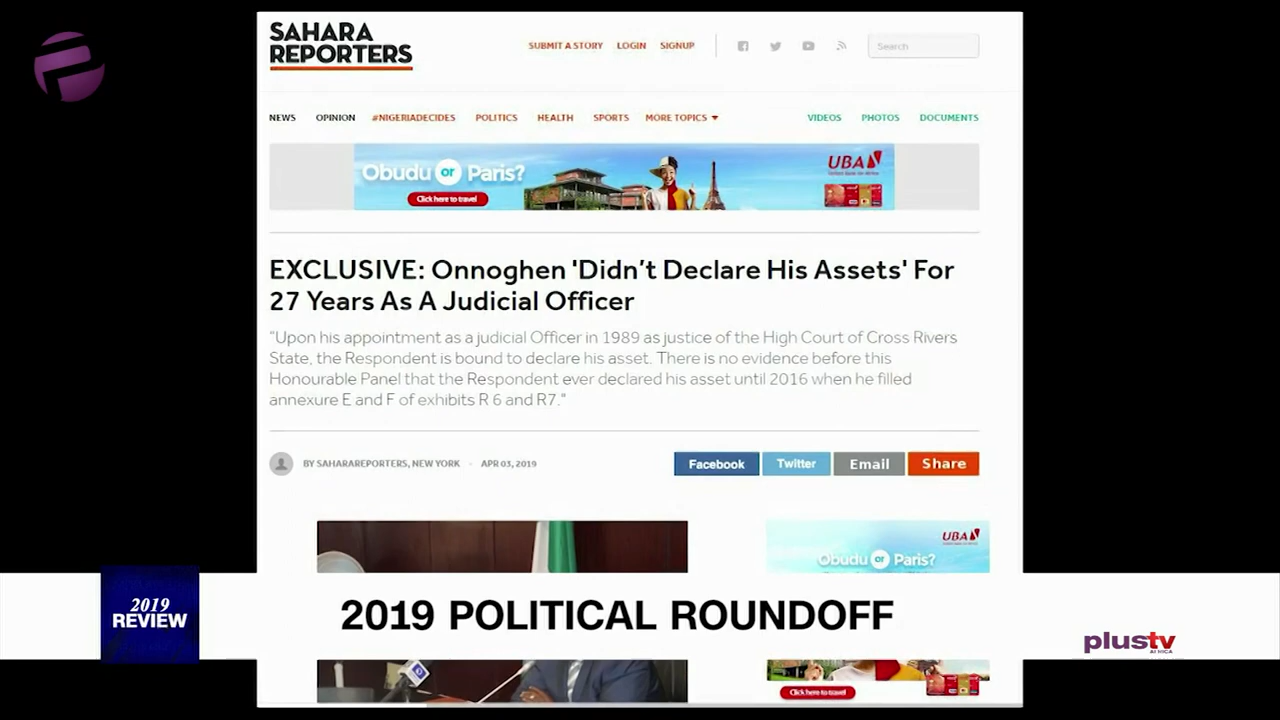 SAHARA
REPORTERS
SUBMIT A STORY LOGIN SIGNUP
Search
NEWS OPINION #NIGERIADECIDES POLITICS HEALTH SPORTS MORE TOPICS VIDEOS PHOTOS DOCUMENTS
Obudu or Paris?
Click here to travel
UBA
United Bank for Africa
EXCLUSIVE: Onnoghen 'Didn’t Declare His Assets' For
27 Years As A Judicial Officer
"Upon his appointment as a judicial Officer in 1989 as justice of the High Court of Cross Rivers
State, the Respondent is bound to declare his asset. There is no evidence before this
Honourable Panel that the Respondent ever declared his asset until 2016 when he filled
annexure E and F of exhibits R 6 and R7."
BY SAHARAREPORTERS, NEW YORK · APR 03, 2019
Facebook Twitter Email Share
UBA
Obudu or Paris?
2019
REVIEW
2019 POLITICAL ROUNDOFF
plustv
AFRICA
Click here to travel